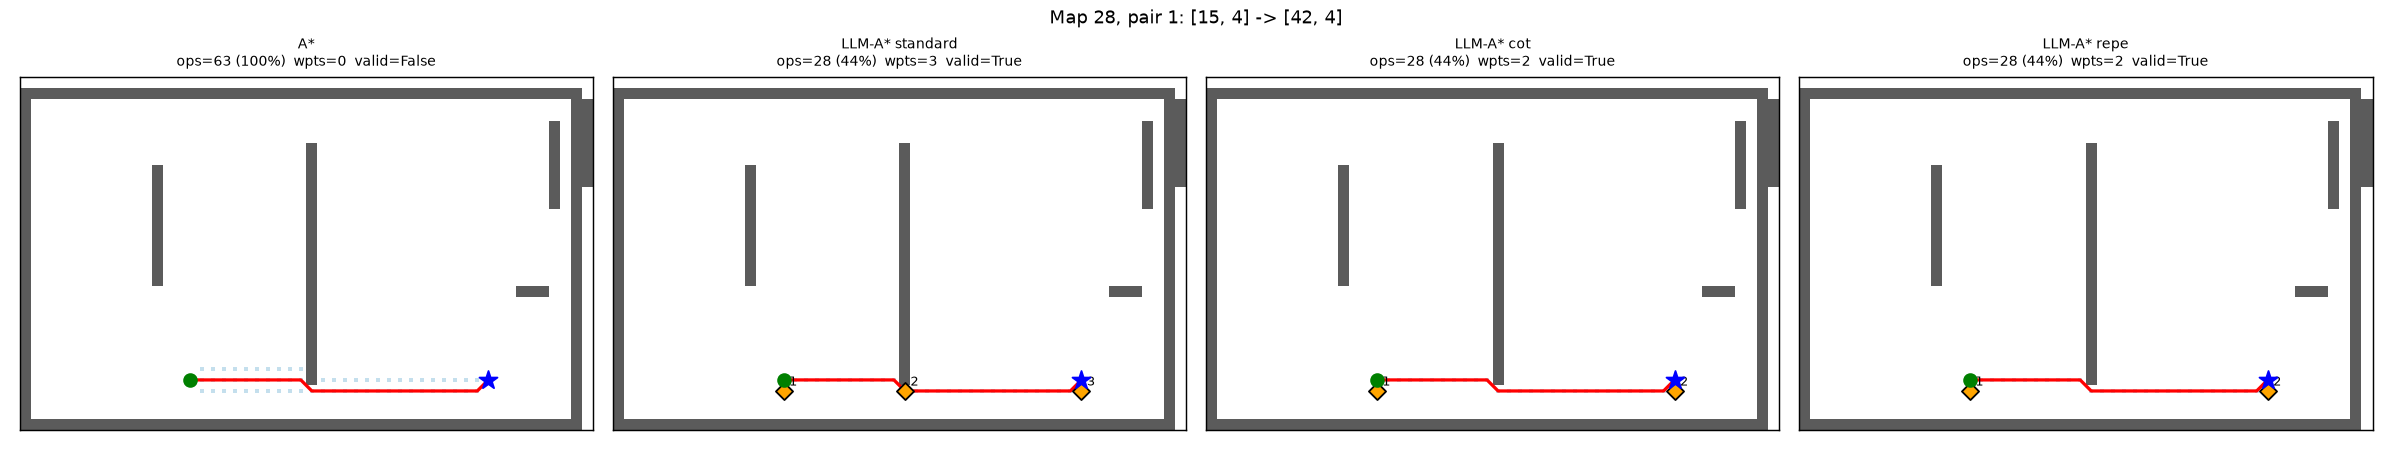 Map 28, pair 1: [15, 4] -> [42, 4]
A*
ops=63 (100%)  wpts=0  valid=False
LLM-A* standard
ops=28 (44%)  wpts=3  valid=True
LLM-A* cot
ops=28 (44%)  wpts=2  valid=True
LLM-A* repe
ops=28 (44%)  wpts=2  valid=True
1
2
3
1
2
1
2